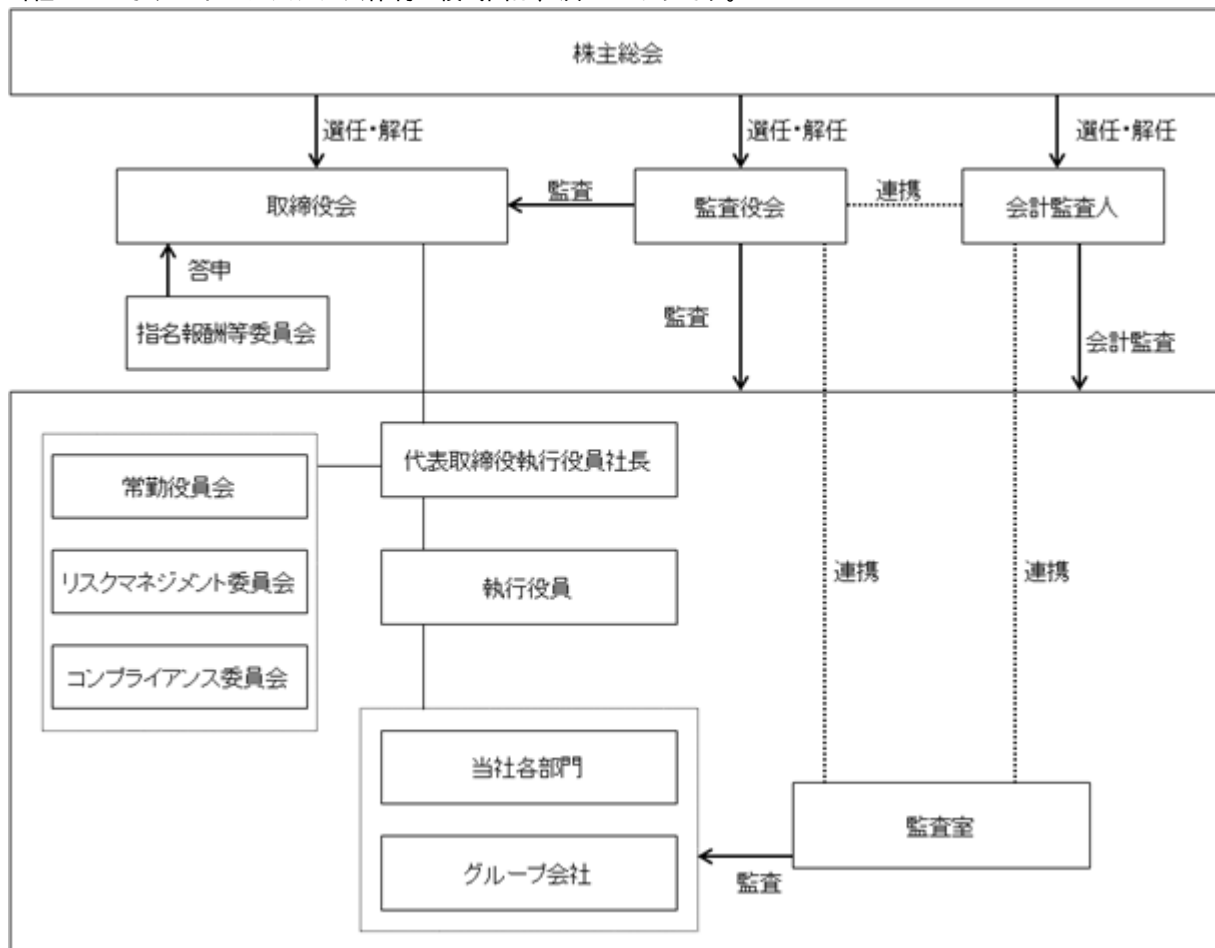 株主総会
選任・解任
選任・解任
選任・解任
取締役会
監査
監査役会
連携
会計監査人
答申
指名報酬等委員会
監査
会計監査
代表取締役執行役員社長
常勤役員会
リスクマネジメント委員会
執行役員
連携
連携
コンプライアンス委員会
当社各部門
監査室
グループ会社
監査